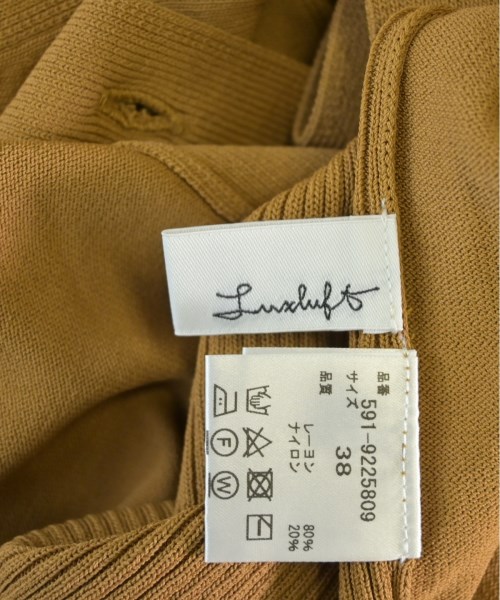 Luxluft
品番 591-9225809
サイズ 38
品質
レーヨン 80%
ナイロン 20%
F
W